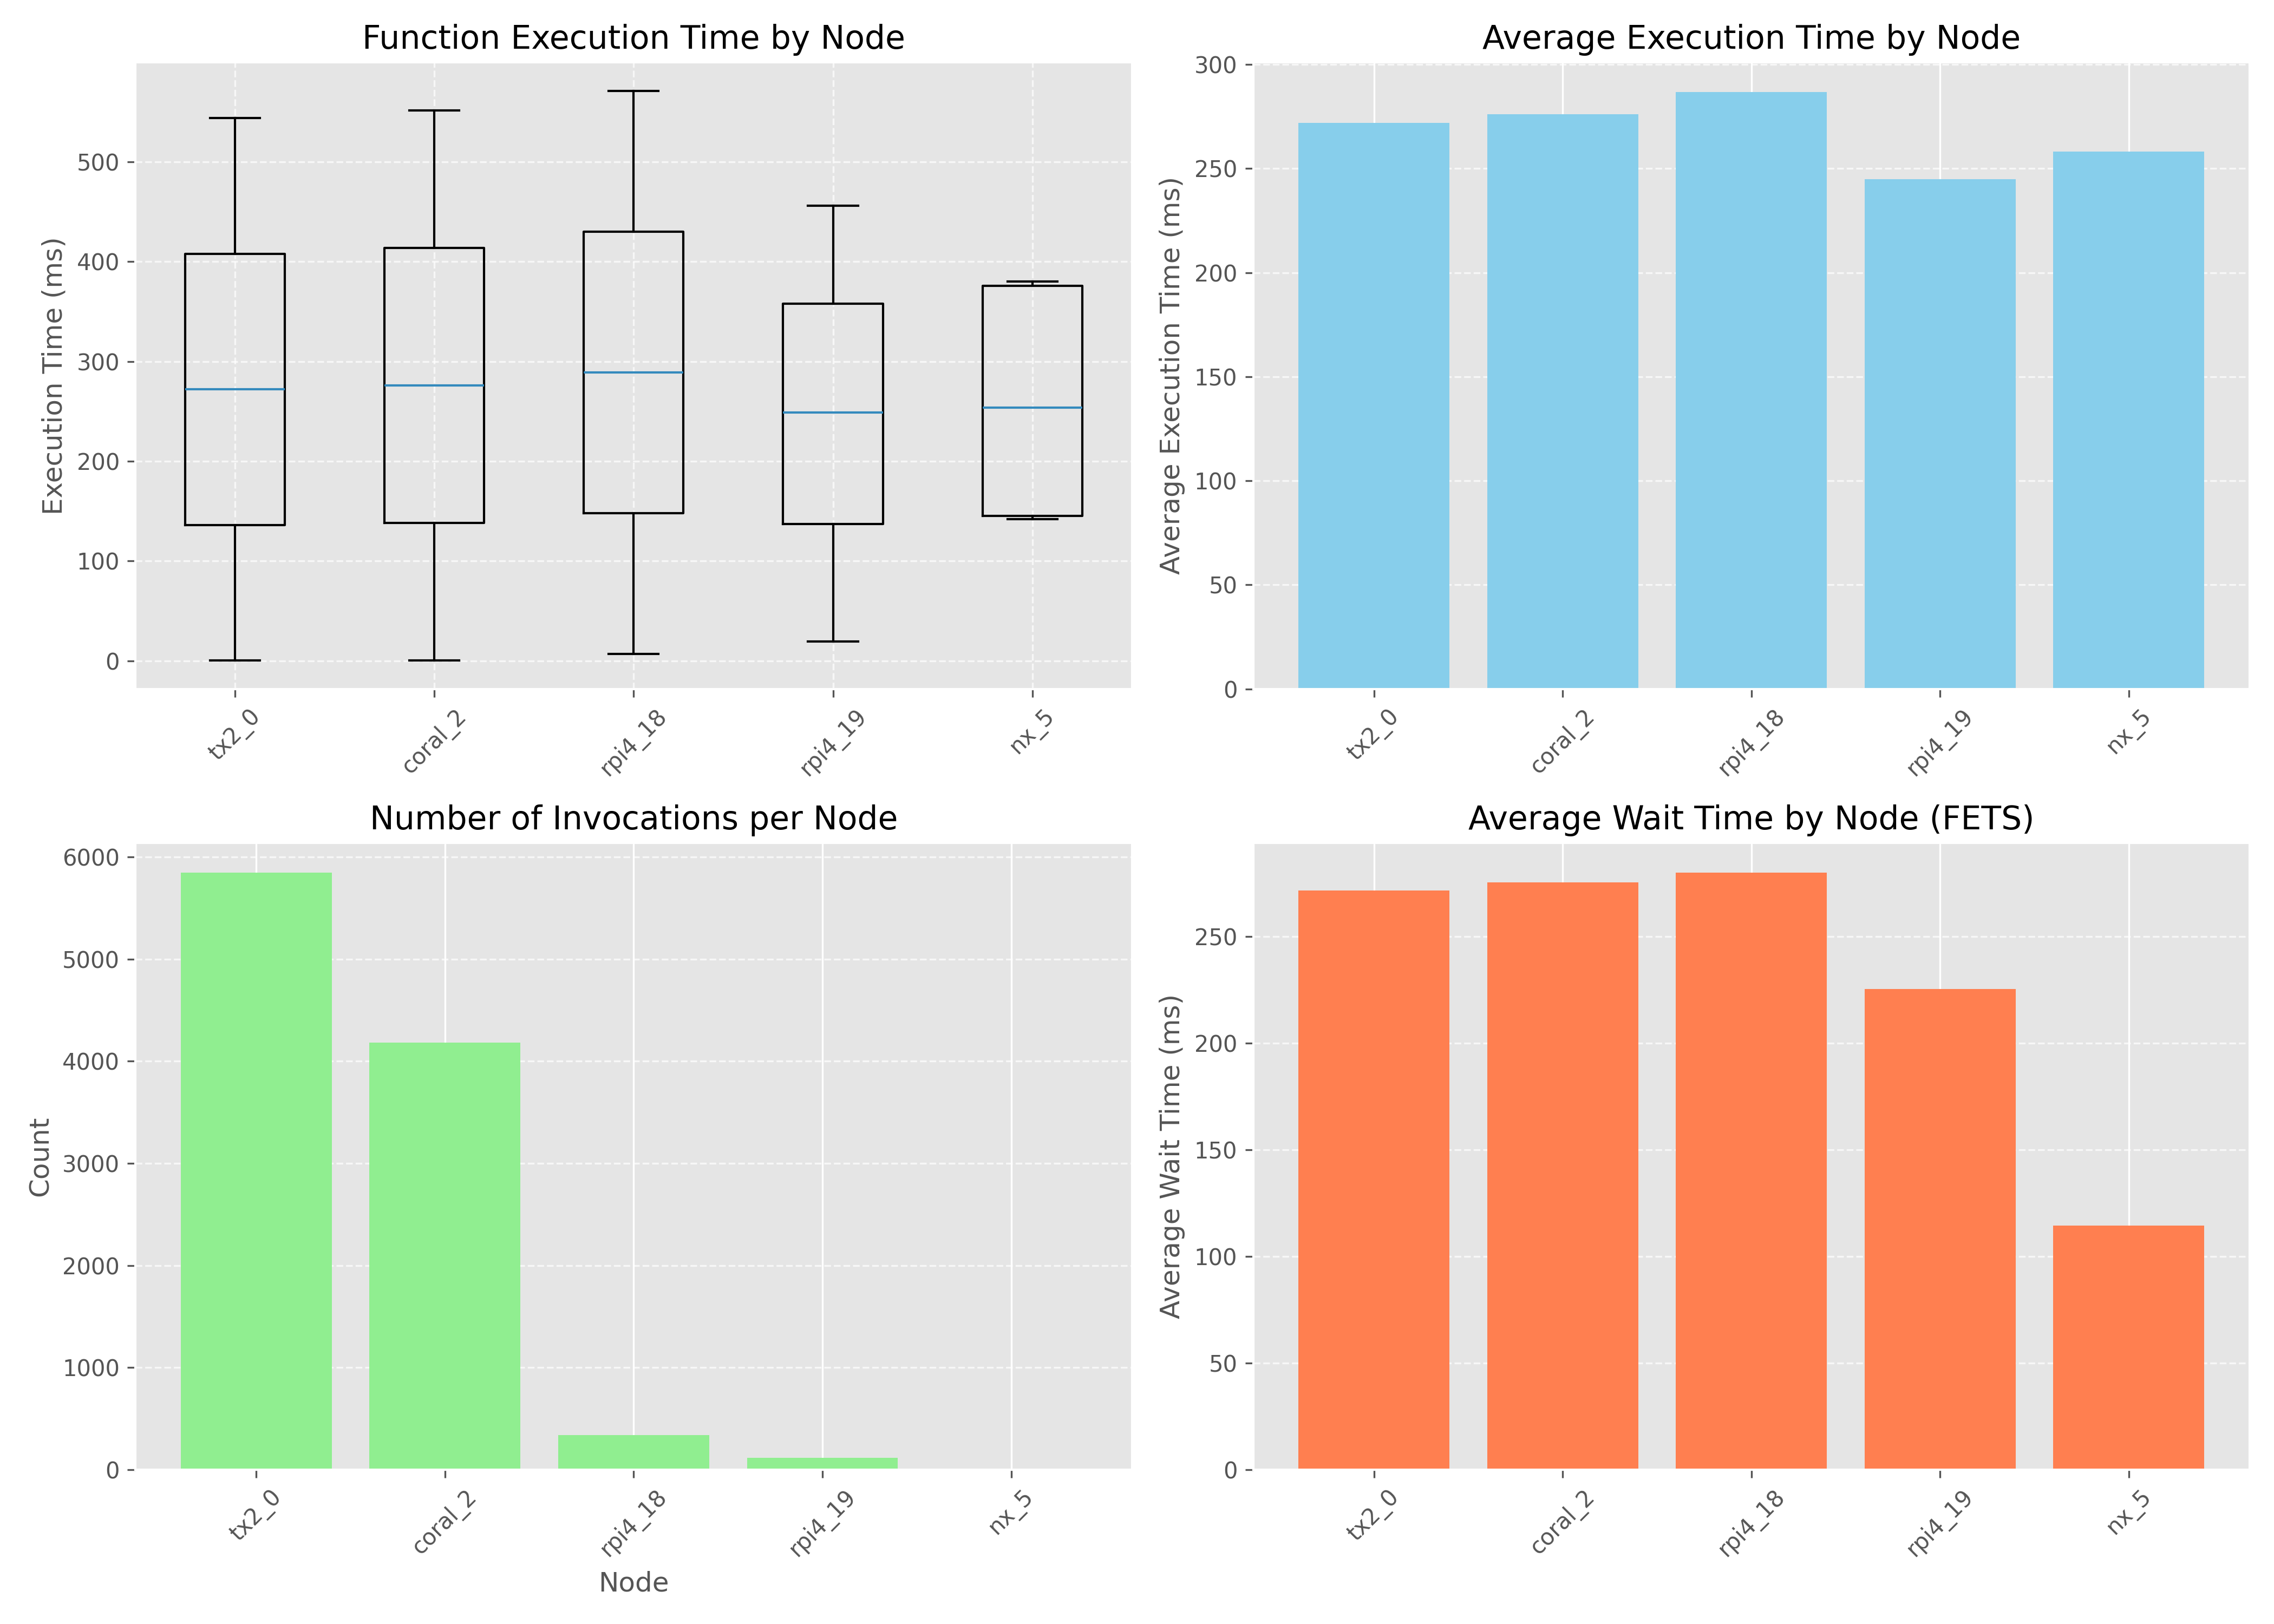 Function Execution Time by Node
Execution Time (ms)
500
400
300
200
100
0
tx2_0
coral_2
rpi4_18
rpi4_19
nx_5
Average Execution Time by Node
Average Execution Time (ms)
300
250
200
150
100
50
0
tx2_0
coral_2
rpi4_18
rpi4_19
nx_5
Number of Invocations per Node
Count
6000
5000
4000
3000
2000
1000
0
tx2_0
coral_2
rpi4_18
rpi4_19
nx_5
Node
Average Wait Time by Node (FETS)
Average Wait Time (ms)
250
200
150
100
50
0
tx2_0
coral_2
rpi4_18
rpi4_19
nx_5